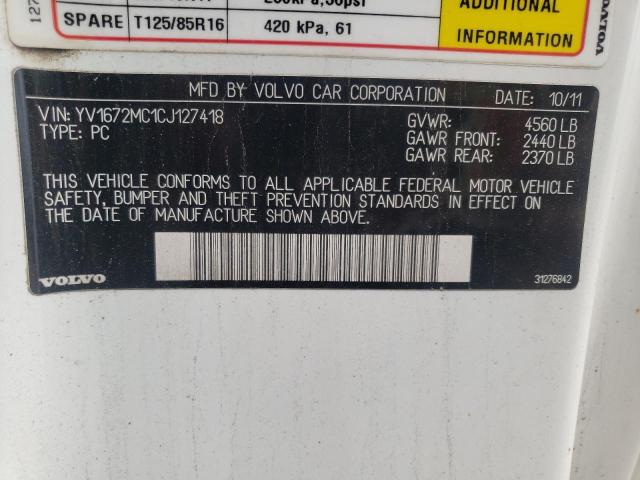 ADDITIONAL
SPARE T125/85R16 420 kPa, 61
INFORMATION
VOLVO
MFD BY VOLVO CAR CORPORATION DATE: 10/11
VIN: YV1672MC1CJ127418 GVWR: 4560 LB
TYPE: PC GAWR FRONT: 2440 LB
GAWR REAR: 2370 LB
THIS VEHICLE CONFORMS TO ALL APPLICABLE FEDERAL MOTOR VEHICLE
SAFETY, BUMPER AND THEFT PREVENTION STANDARDS IN EFFECT ON
THE DATE OF MANUFACTURE SHOWN ABOVE.
VOLVO 31276842